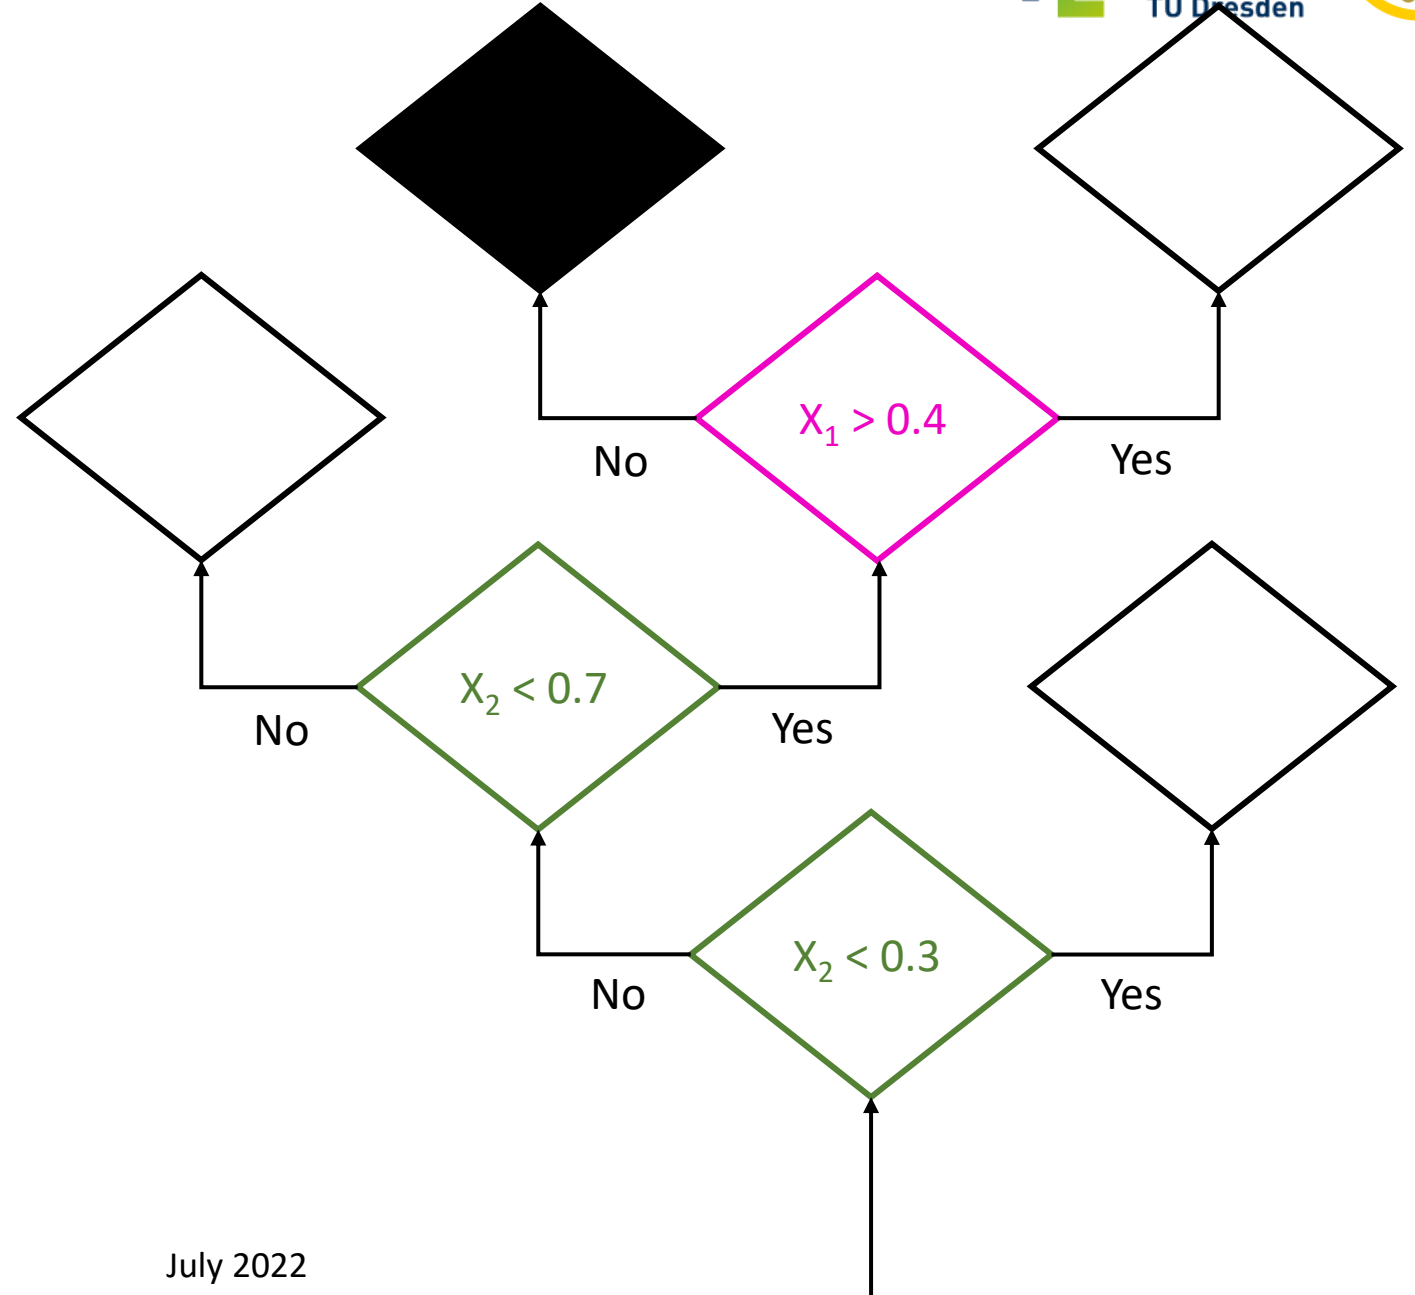 TU Dresden
X₁ > 0.4
No
Yes
X₂ < 0.7
No
Yes
X₂ < 0.3
No
Yes
July 2022